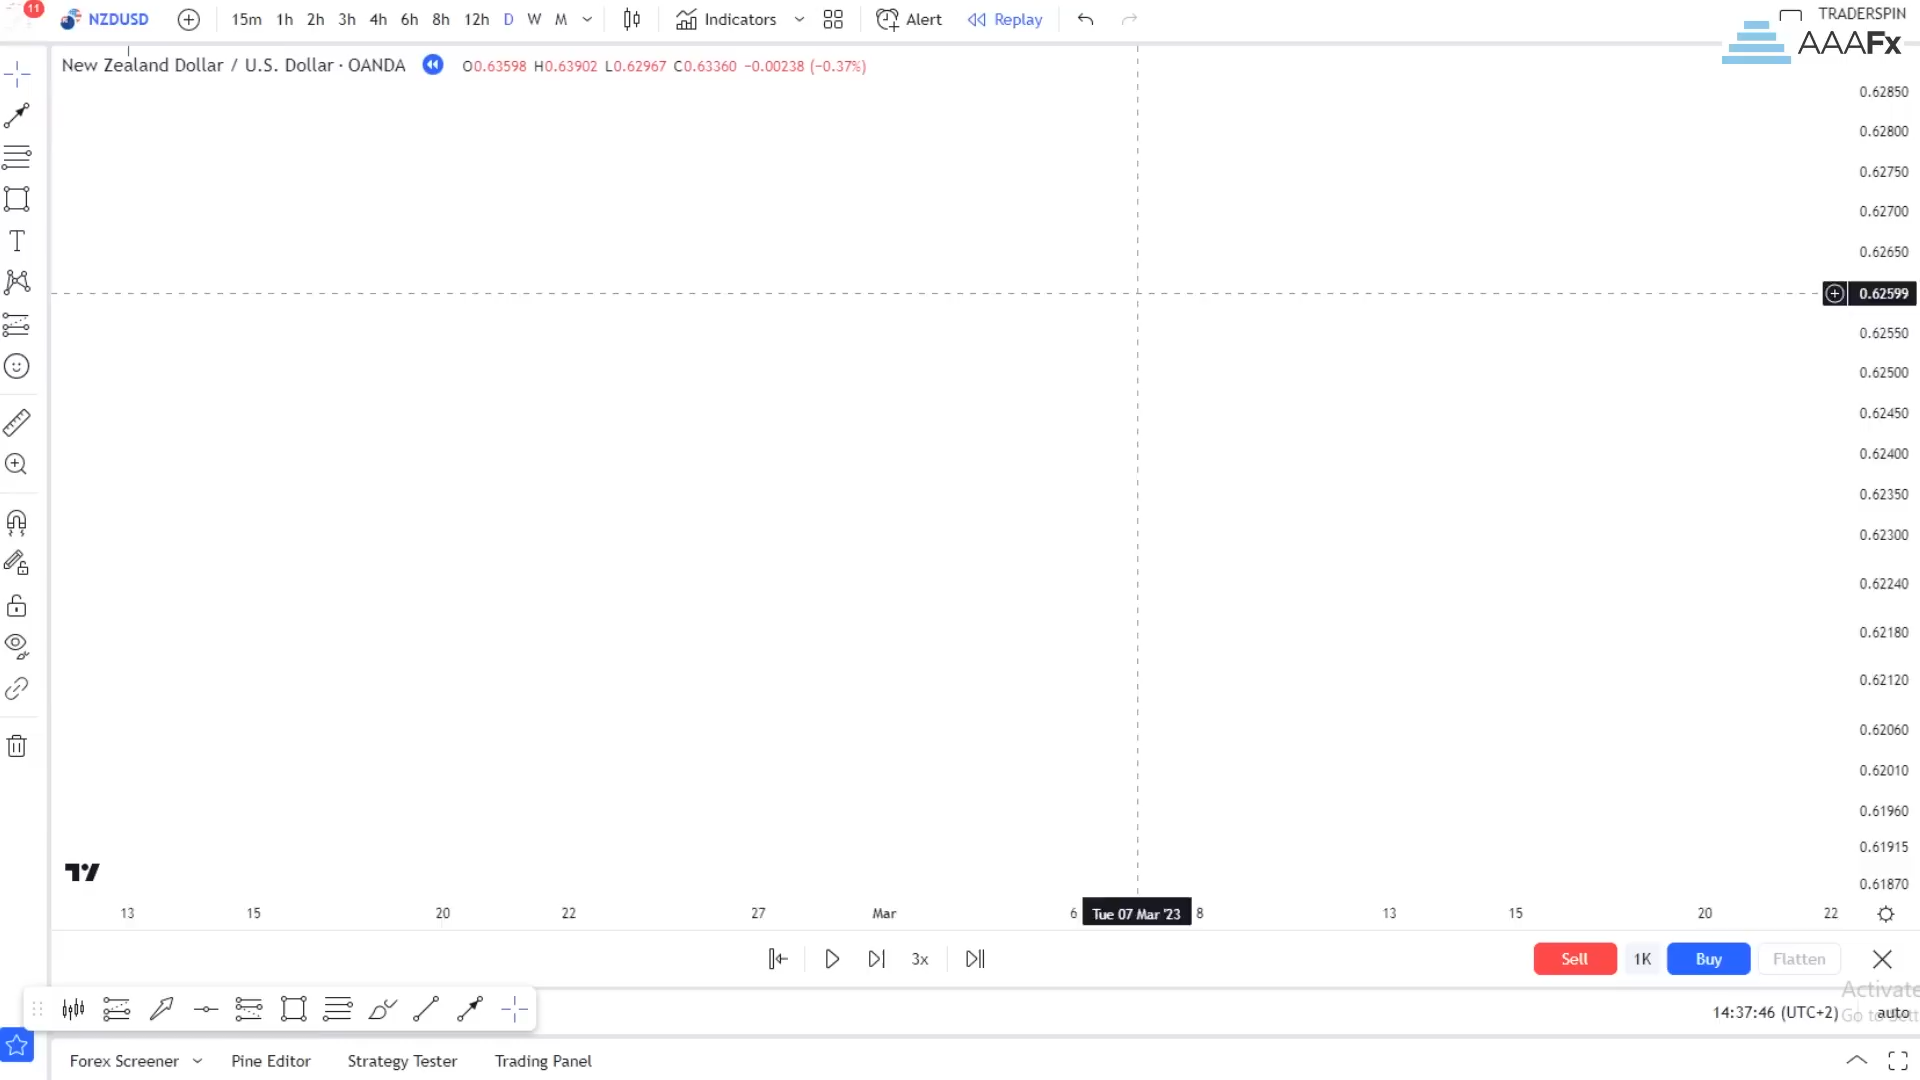 11
NZDUSD
15m 1h 2h 3h 4h 6h 8h 12h D W M
Indicators
Alert
Replay
TRADERSPIN
AAAFx
New Zealand Dollar / U.S. Dollar · OANDA
O0.63598 H0.63902 L0.62967 C0.63360 −0.00238 (−0.37%)
0.62850
0.62800
0.62750
0.62700
0.62650
0.62599
0.62550
0.62500
0.62450
0.62400
0.62350
0.62300
0.62240
0.62180
0.62120
0.62060
0.62010
0.61960
0.61915
0.61870
13 15 20 22 27 Mar 6 Tue 07 Mar '23 8 13 15 20 22
3x
Sell 1K Buy Flatten
Activate
14:37:46 (UTC+2)
Go to Sett
auto
Forex Screener Pine Editor Strategy Tester Trading Panel